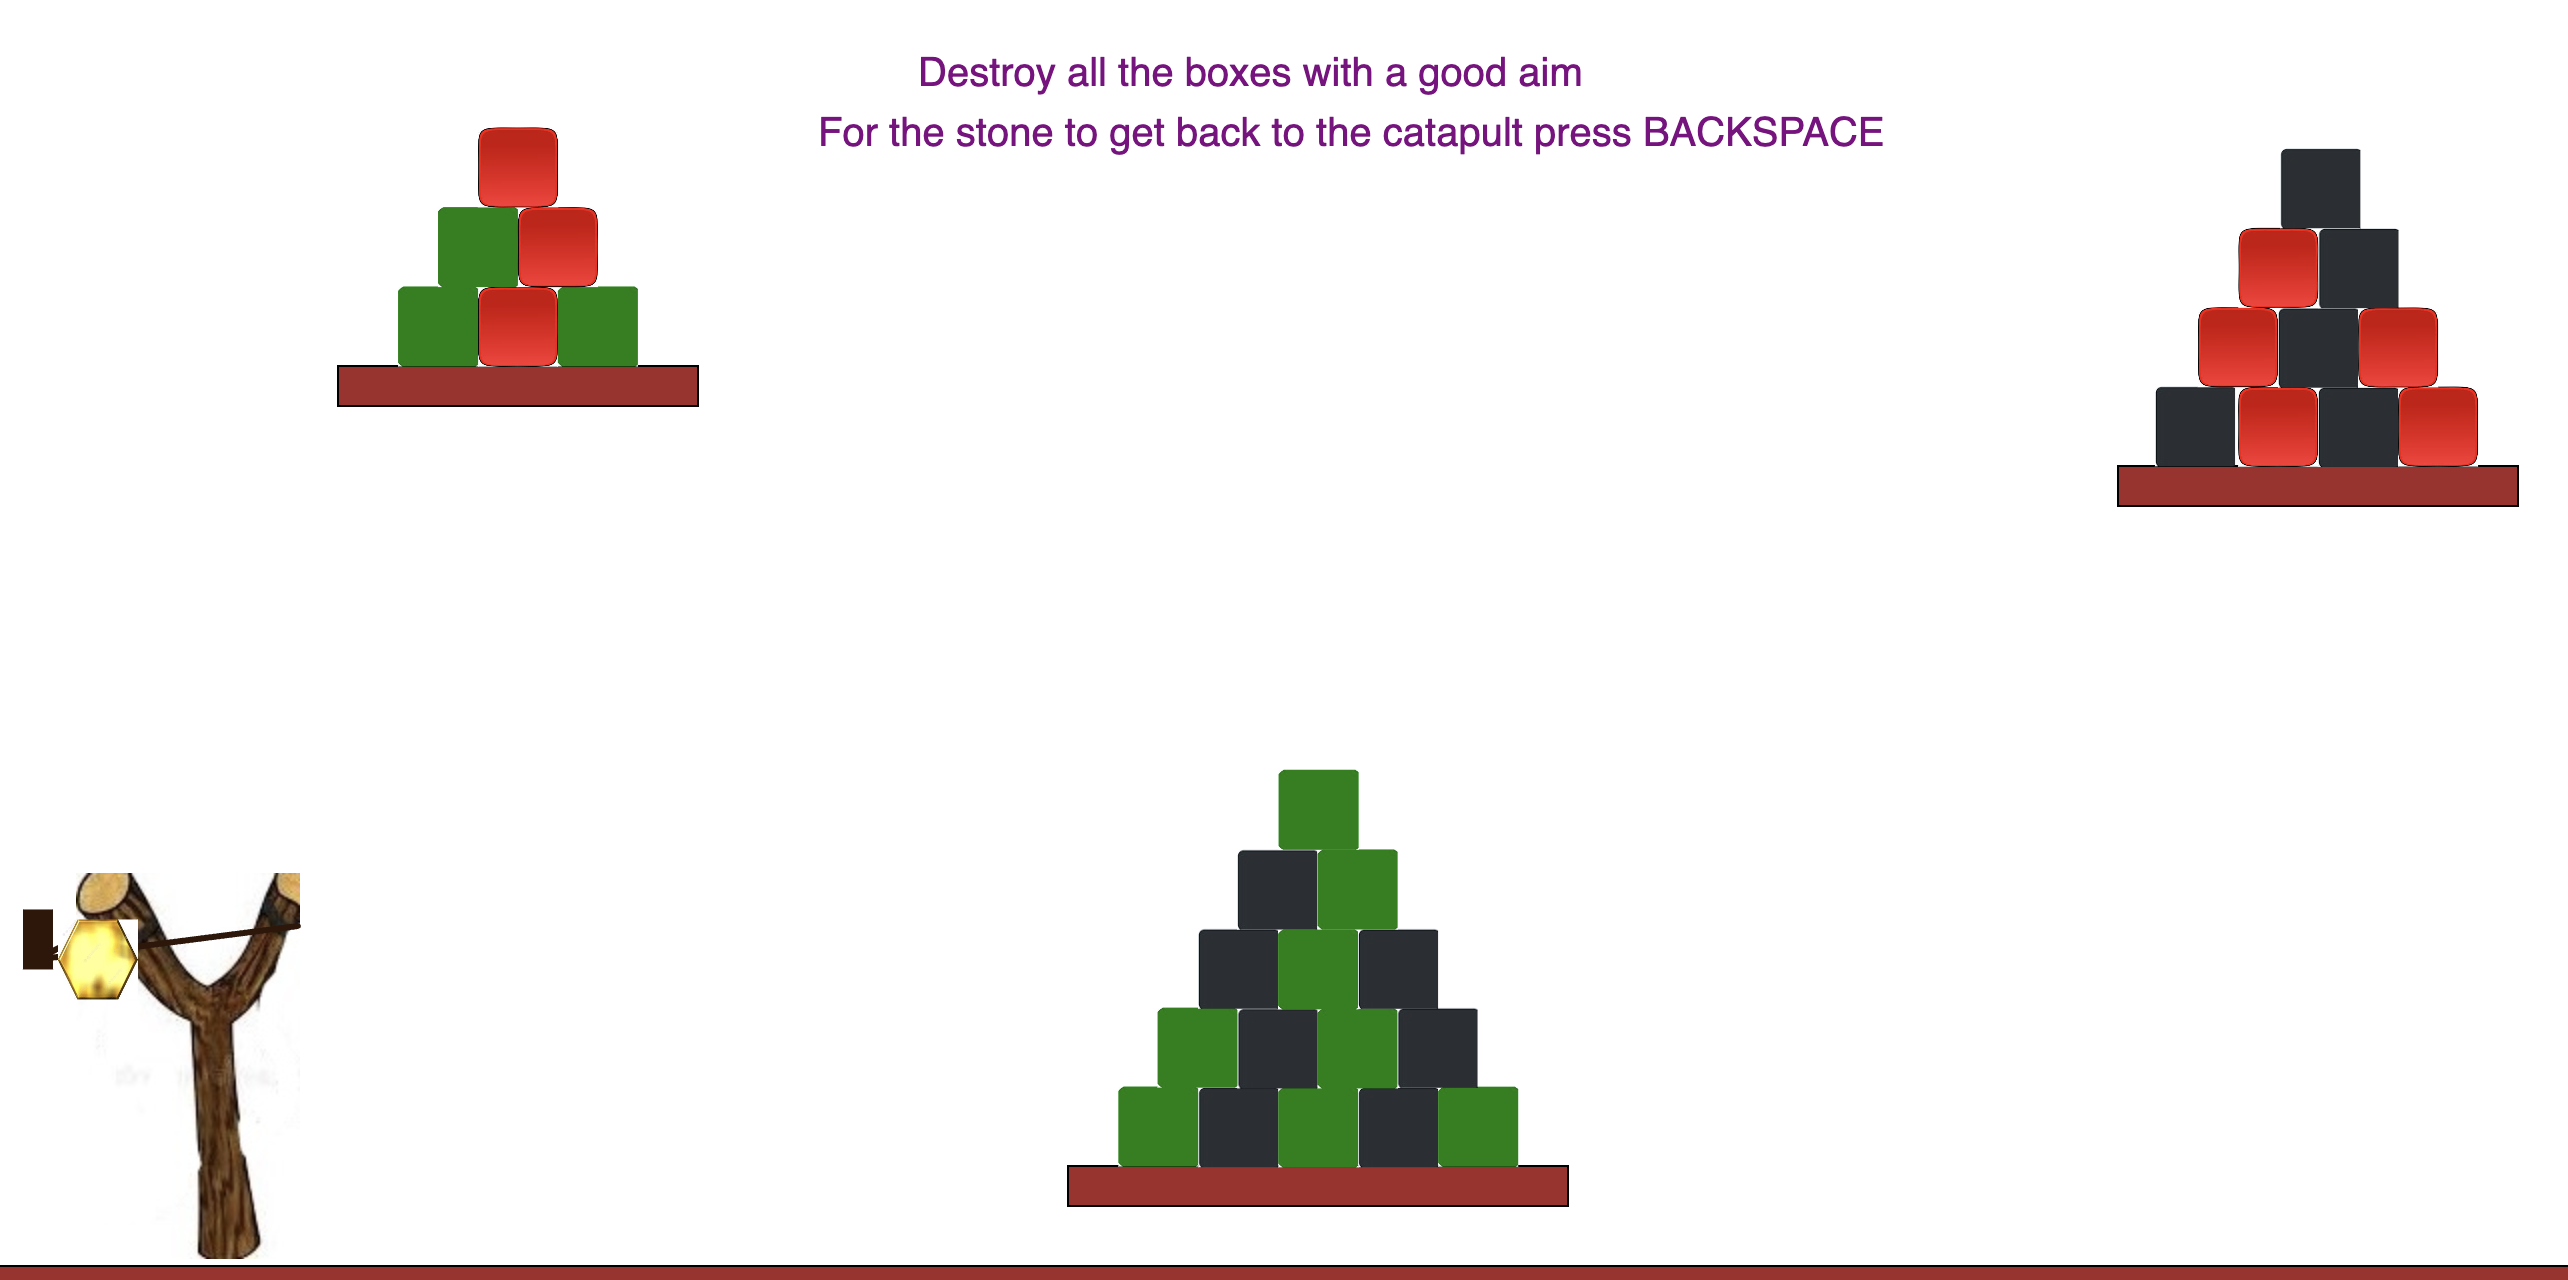 Destroy all the boxes with a good aim
For the stone to get back to the catapult press BACKSPACE